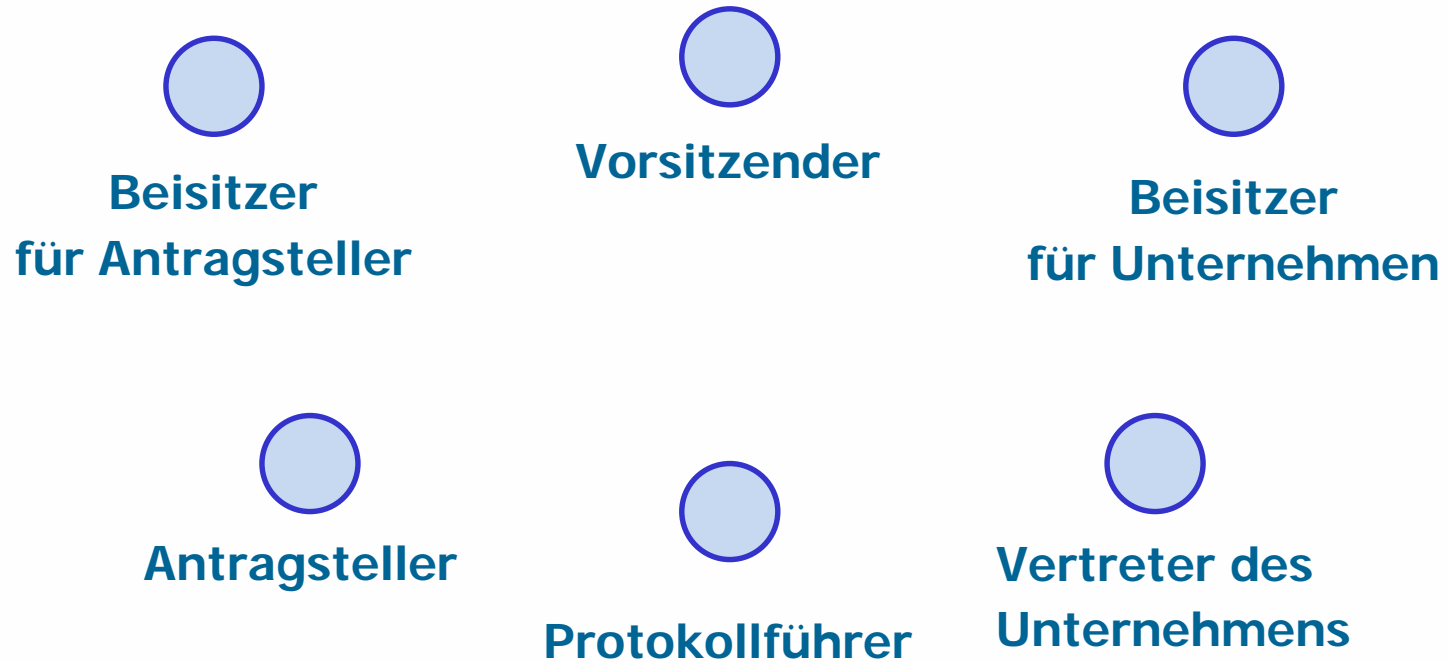 Vorsitzender
Beisitzer
für Antragsteller
Beisitzer
für Unternehmen
Antragsteller
Protokollführer
Vertreter des
Unternehmens